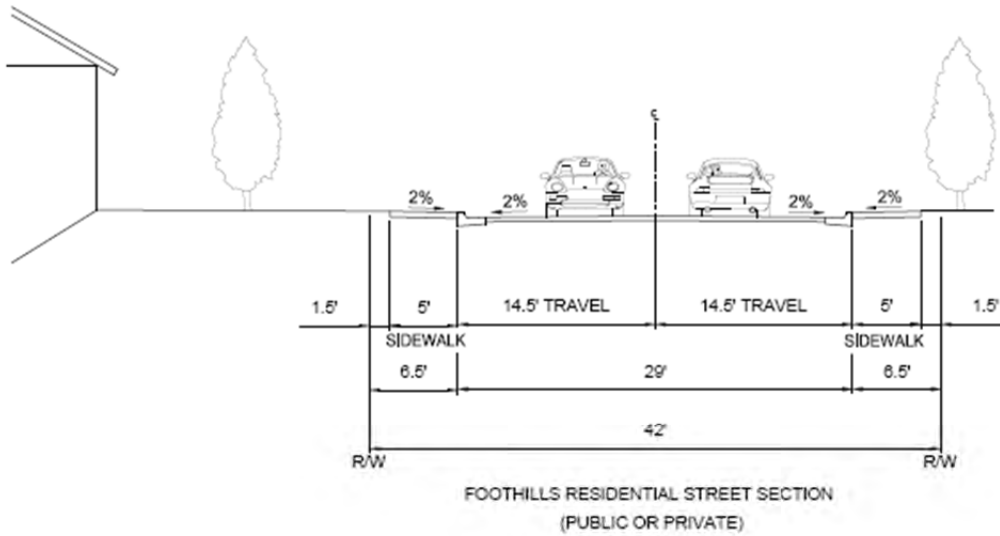 ℄
2% 2% 2% 2%
1.5' 5' 14.5' TRAVEL 14.5' TRAVEL 5' 1.5'
SIDEWALK SIDEWALK
6.5' 29' 6.5'
42'
R/W R/W
FOOTHILLS RESIDENTIAL STREET SECTION
(PUBLIC OR PRIVATE)